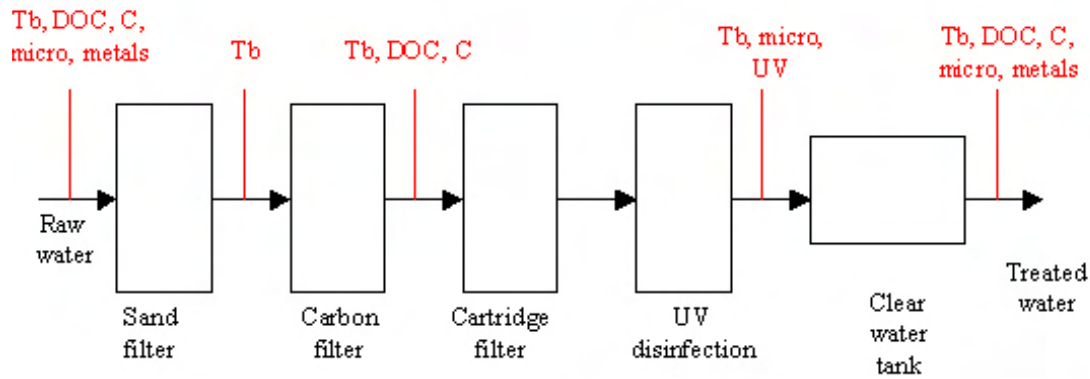 Tb, DOC, C,
micro, metals
Tb
Tb, DOC, C
Tb, micro,
UV
Tb, DOC, C,
micro, metals
Raw
water
Sand
filter
Carbon
filter
Cartridge
filter
UV
disinfection
Clear
water
tank
Treated
water